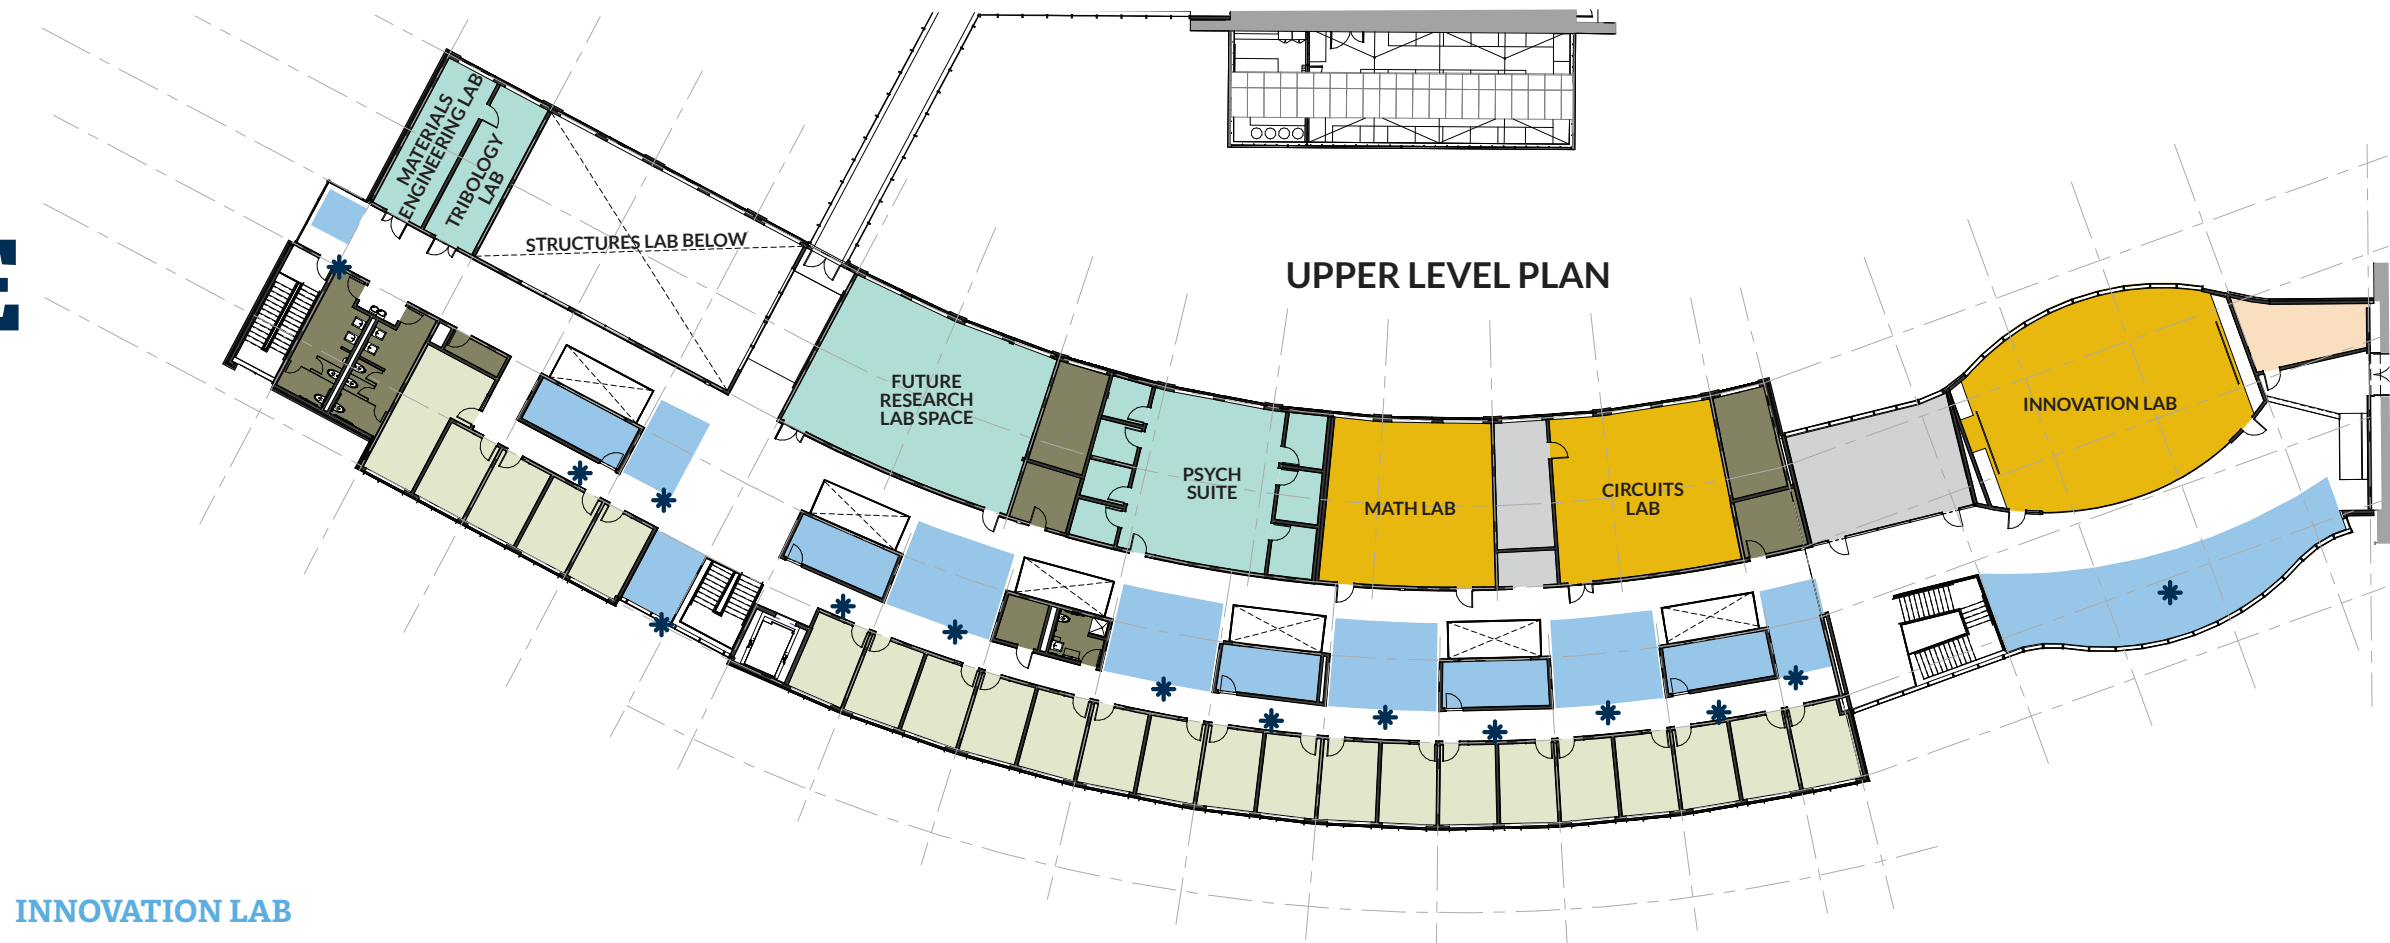 E
MATERIALS
ENGINEERING LAB
TRIBOLOGY
LAB
STRUCTURES LAB BELOW
UPPER LEVEL PLAN
FUTURE
RESEARCH
LAB SPACE
PSYCH
SUITE
MATH LAB
CIRCUITS
LAB
INNOVATION LAB
INNOVATION LAB